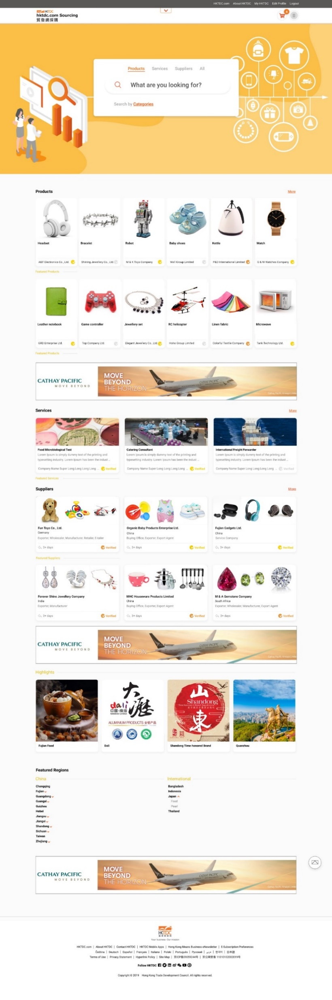 HKTDC.com About HKTDC My HKTDC Edit Profile Logout
HKTDC
hktdc.com Sourcing
貿發網採購
4
Products Services Suppliers All
What are you looking for?
Search by Categories
Products More
Headset Bracelet Robot Baby shoes Kettle Watch
A&T Electronics Co., Ltd. Shining Jewellery Co., Ltd. M & K Toys Company Well Group Limited F&D International Limited G & W Watches Company
Featured Products
Leather notebook Game controller Jewellery set RC helicopter Linen fabric Microwave
GRD Enterprise Ltd. Top Company Ltd. Elegant Jewellery Co., Ltd. Hoho Group Limited Colorful Textile Company Tank Technology Ltd.
Featured Products
CATHAY PACIFIC
MOVE BEYOND
MOVE
BEYOND
THE HORIZON
Banner
CATHAY PACIFIC
Services More
Food Microbiological Test Catering Consultant International Freight Forwarder
Lorem Ipsum is simply dummy text of the printing and Lorem Ipsum is simply dummy text of the printing and Lorem Ipsum is simply dummy text of the printing and
typesetting industry. Lorem Ipsum has been the indust ... typesetting industry. Lorem Ipsum has been the indust ... typesetting industry. Lorem Ipsum has been the indust ...
Company Name Super Long Long Long Long ... Verified Company Name Super Long Long Long Long ... Verified Company Name Super Long Long Long Long ... Verified
Featured Services
Suppliers More
Fun Toys Co., Ltd. Organic Baby Products Enterprise Ltd. Fujian Gadgets Ltd.
Germany China China
Exporter, Wholesaler, Manufacturer, Retailer, E-tailer Buying Office, Exporter, Export Agent Service Company
3+ days Verified 3+ days Verified 3+ days Verified
Featured Suppliers
Forever Shine Jewellery Company MHC Houseware Products Limited M & A Gemstone Company
India China South Africa
Exporter, Manufacturer Buying Office, Exporter, Export Agent Exporter, Wholesaler, Manufacturer, Export Agent
3+ days Verified 3+ days Verified 3+ days Verified
CATHAY PACIFIC
MOVE BEYOND
MOVE
BEYOND
THE HORIZON
Banner
CATHAY PACIFIC
Highlights
大瀝
dali
中国·南海
NANHAI CHINA
ALUMINIUM PRODUCTS 全铝产品
山
Shandong
東
Fujian Food Dali Shandong Time-honored Brand Quanzhou
Featured Regions
China International
Chongqing Bangladesh
Fujian Indonesia
Guangdong Japan
Guangxi Food
Guizhou Pearl
Hebei Thailand
Jiangsu
Jiangxi
Shandong
Sichuan
Taiwan
Zhejiang
CATHAY PACIFIC
MOVE BEYOND
MOVE
BEYOND
THE HORIZON
Banner
CATHAY PACIFIC
HKTDC
香港貿發局
Your business. Our mission
HKTDC.com | About HKTDC | Contact HKTDC | HKTDC Mobile Apps | Hong Kong Means Business eNewsletter | E-Subscription Preferences
Čeština | Deutsch | Español | Français | Italiano | Polski | Português | Pусский | عربي | 한국어 | 日本語
Terms of Use | Privacy Statement | Hyperlink Policy | Site Map | 京ICP备09059244号 | 京公网安备 11010102002019号
Follow HKTDC
Copyright © 2019 Hong Kong Trade Development Council. All rights reserved.